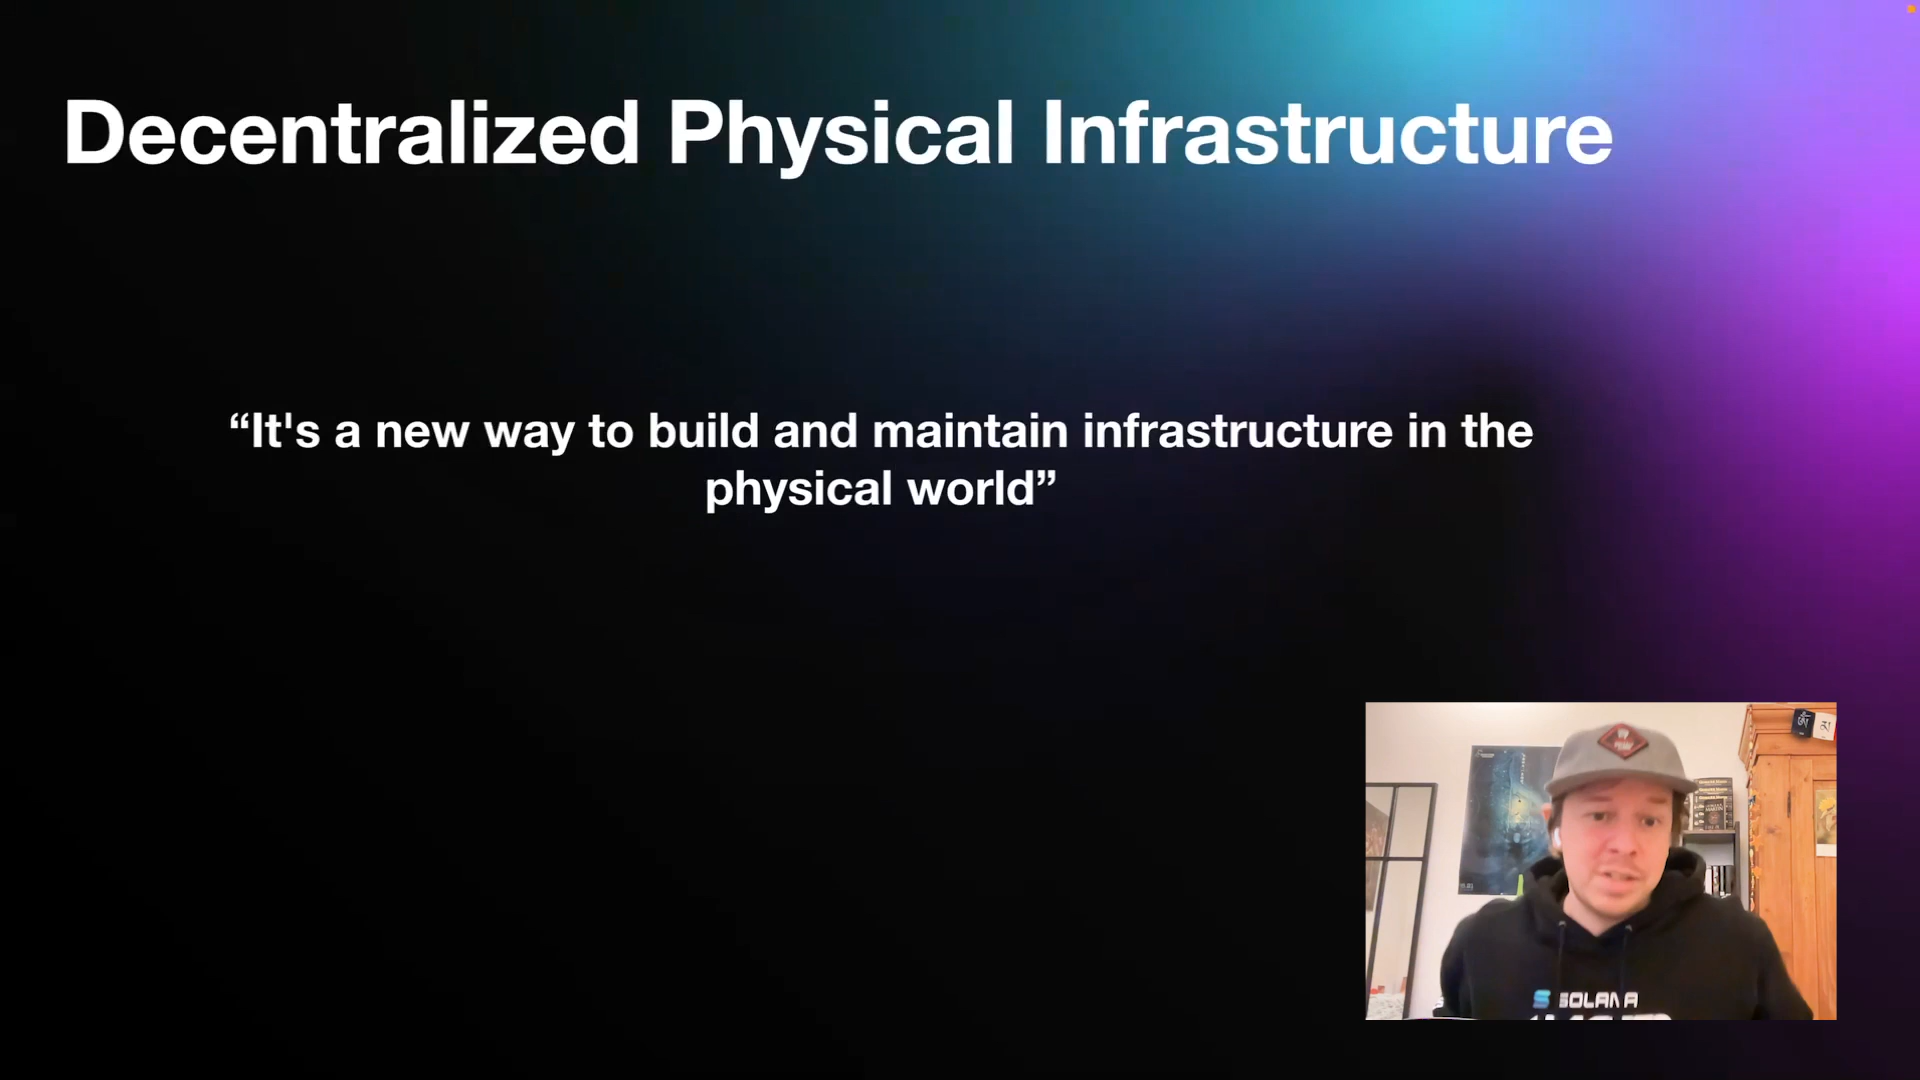 Decentralized Physical Infrastructure
“It's a new way to build and maintain infrastructure in the
physical world”
SOLANA